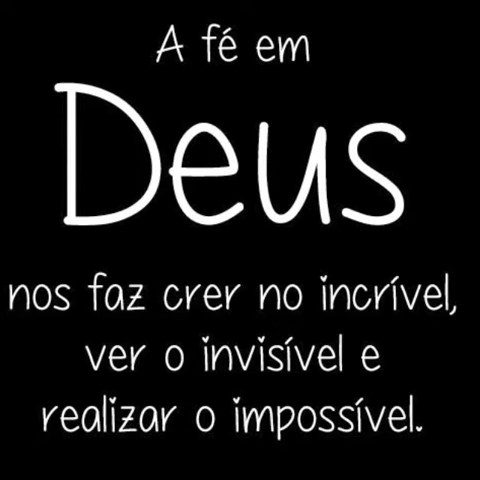 A fé em
Deus
nos faz crer no incrível,
ver o invisível e
realizar o impossível.